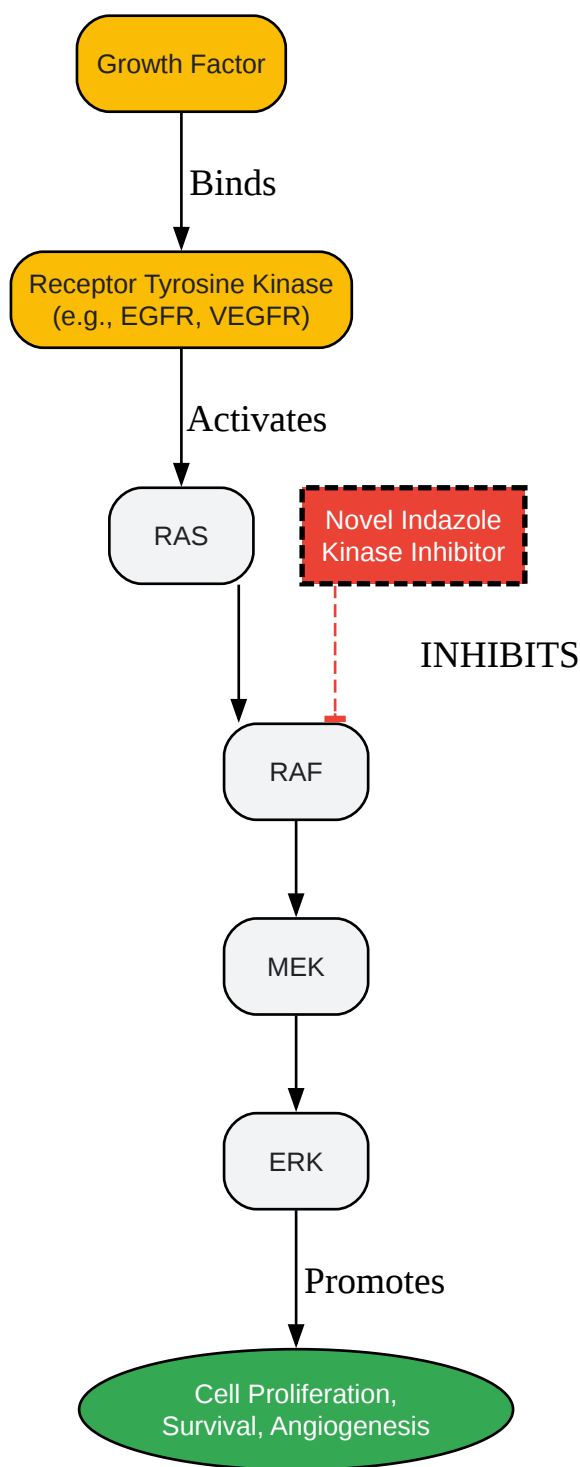 Growth Factor
Binds
Receptor Tyrosine Kinase
(e.g., EGFR, VEGFR)
Activates
RAS
Novel Indazole
Kinase Inhibitor
INHIBITS
RAF
MEK
ERK
Promotes
Cell Proliferation,
Survival, Angiogenesis